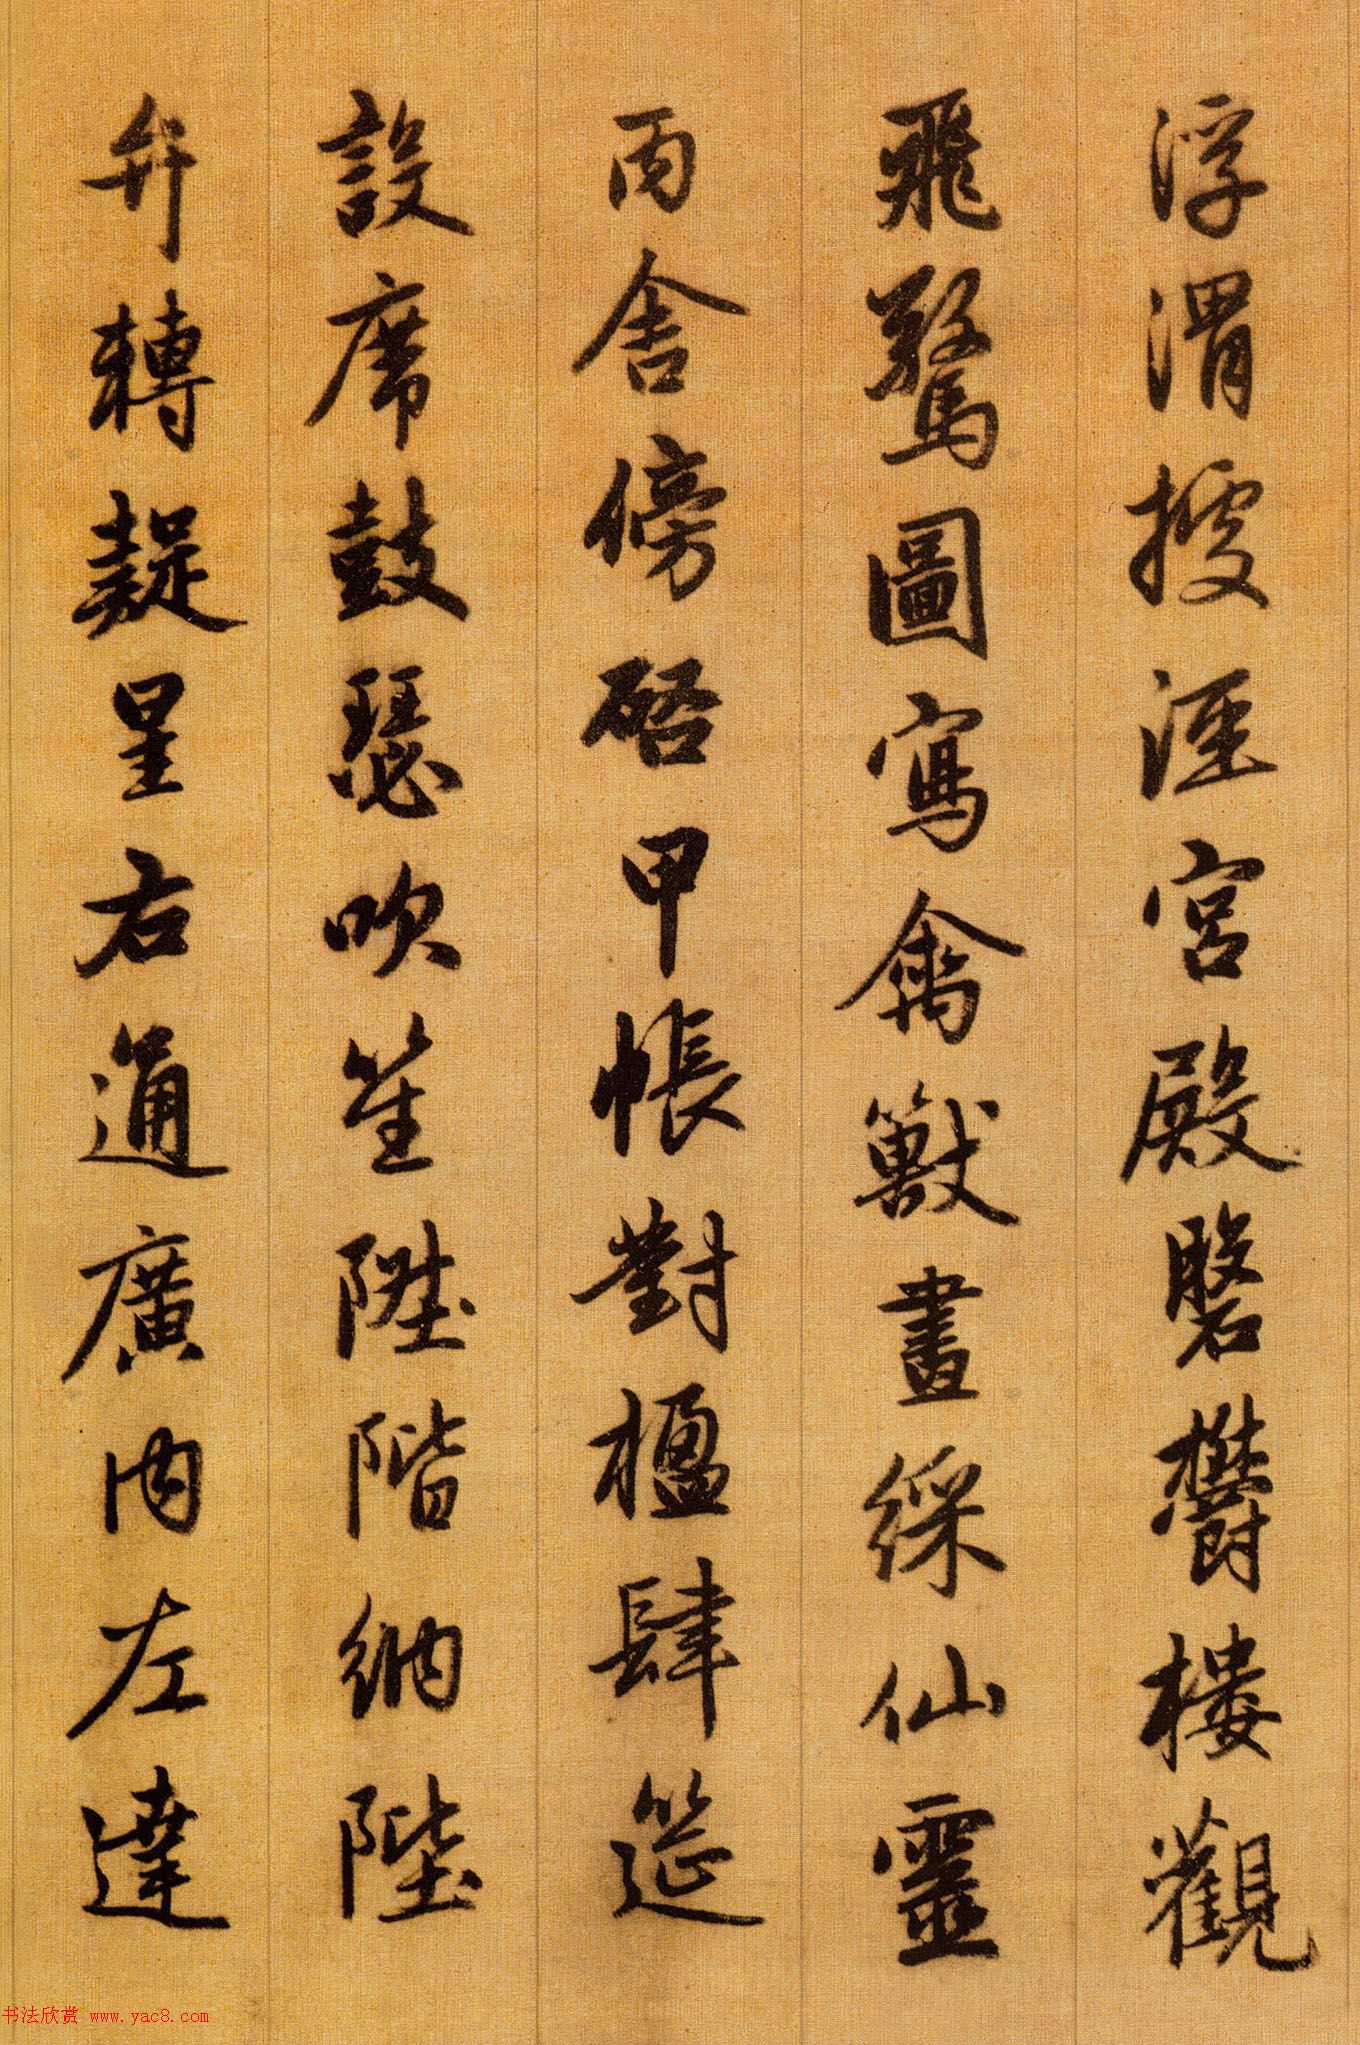 浮渭據涇宮殿磐鬱樓觀
飛驚圖寫禽獸畫綵仙靈
丙舍傍啓甲帳對楹肆筵
設席鼓瑟吹笙陞階納陛
弁轉疑星右通廣內左達
书法欣赏 www.yac8.com